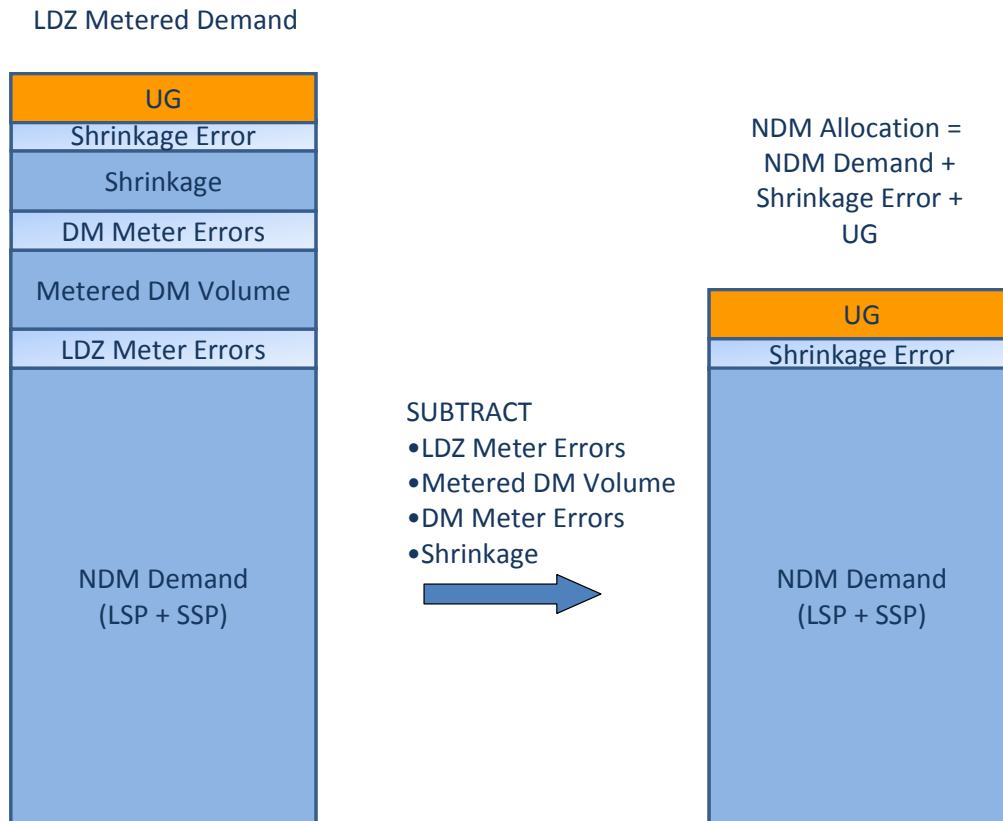 LDZ Metered Demand
UG
Shrinkage Error
Shrinkage
DM Meter Errors
Metered DM Volume
LDZ Meter Errors
NDM Demand
(LSP + SSP)
SUBTRACT
•LDZ Meter Errors
•Metered DM Volume
•DM Meter Errors
•Shrinkage
NDM Allocation =
NDM Demand +
Shrinkage Error +
UG
UG
Shrinkage Error
NDM Demand
(LSP + SSP)